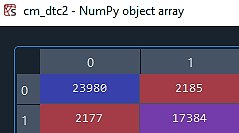 cm_dtc2 - NumPy object array
0 1
0 23980 2185
1 2177 17384